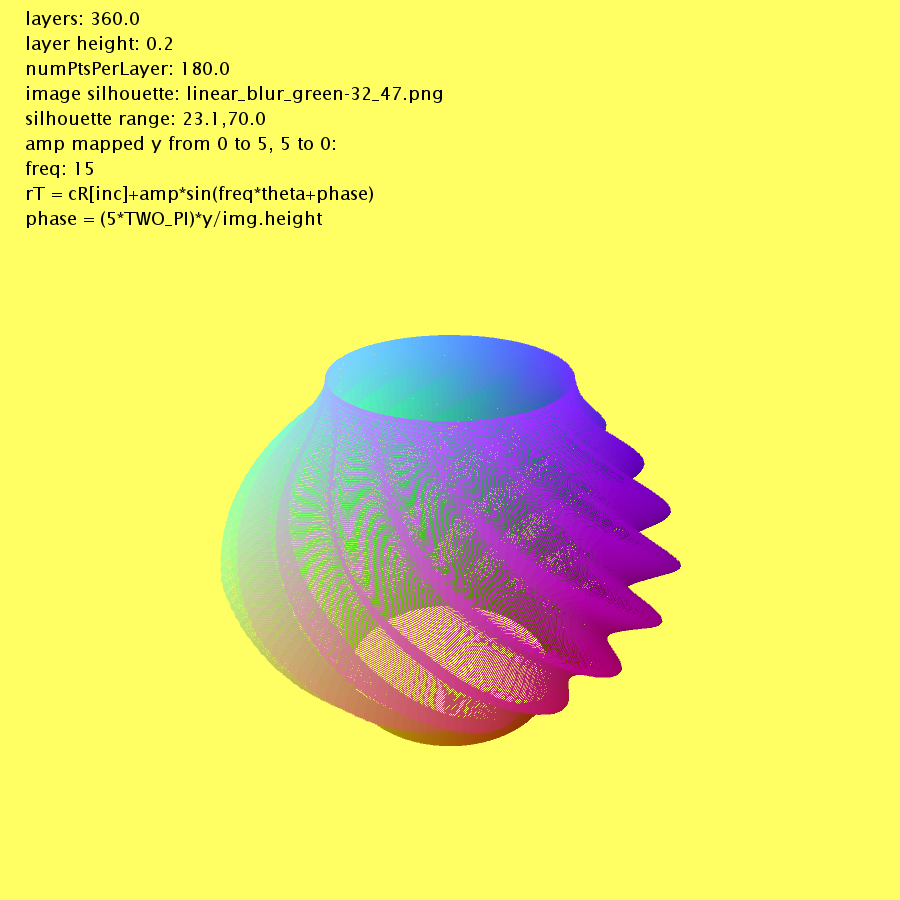 layers: 360.0
layer height: 0.2
numPtsPerLayer: 180.0
image silhouette: linear_blur_green-32_47.png
silhouette range: 23.1,70.0
amp mapped y from 0 to 5, 5 to 0:
freq: 15
rT = cR[inc]+amp*sin(freq*theta+phase)
phase = (5*TWO_PI)*y/img.height